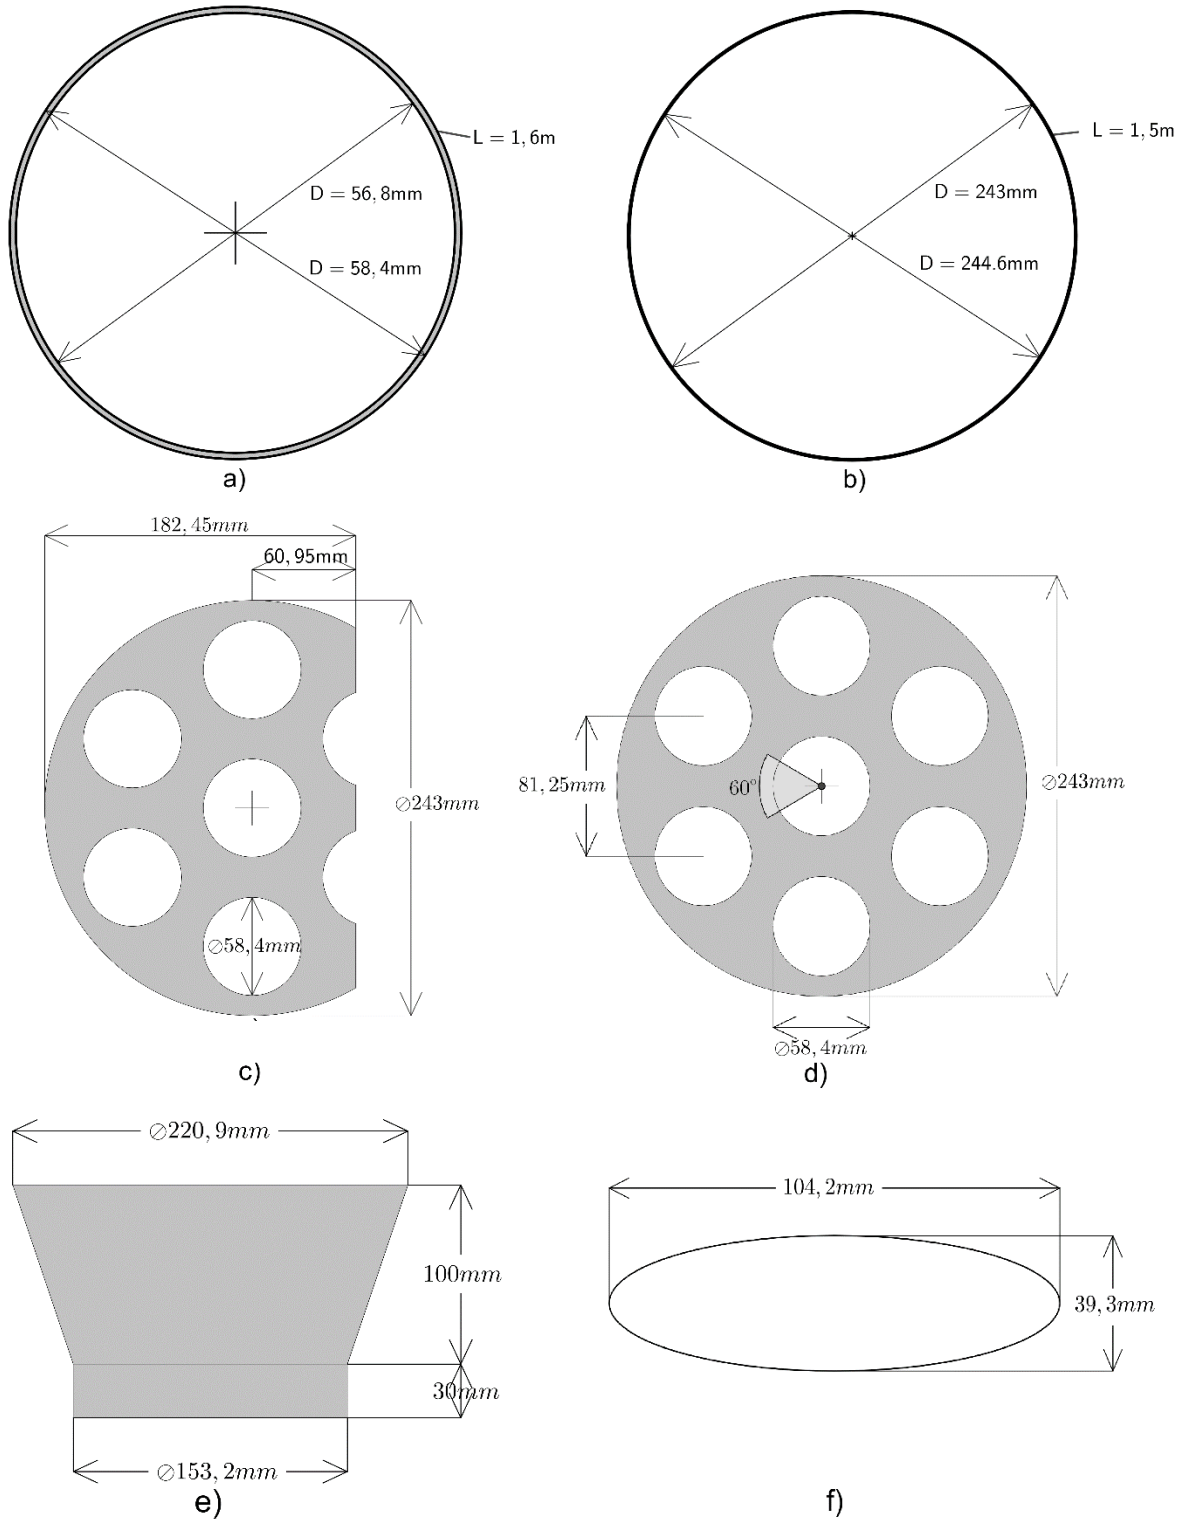 L = 1, 6m
D = 56, 8mm
D = 58, 4mm
a)
L = 1, 5m
D = 243mm
D = 244.6mm
b)
182, 45mm
60, 95mm
∅243mm
∅58, 4mm
c)
81, 25mm
60°
∅243mm
∅58, 4mm
d)
∅220, 9mm
100mm
30mm
∅153, 2mm
e)
104, 2mm
39, 3mm
f)